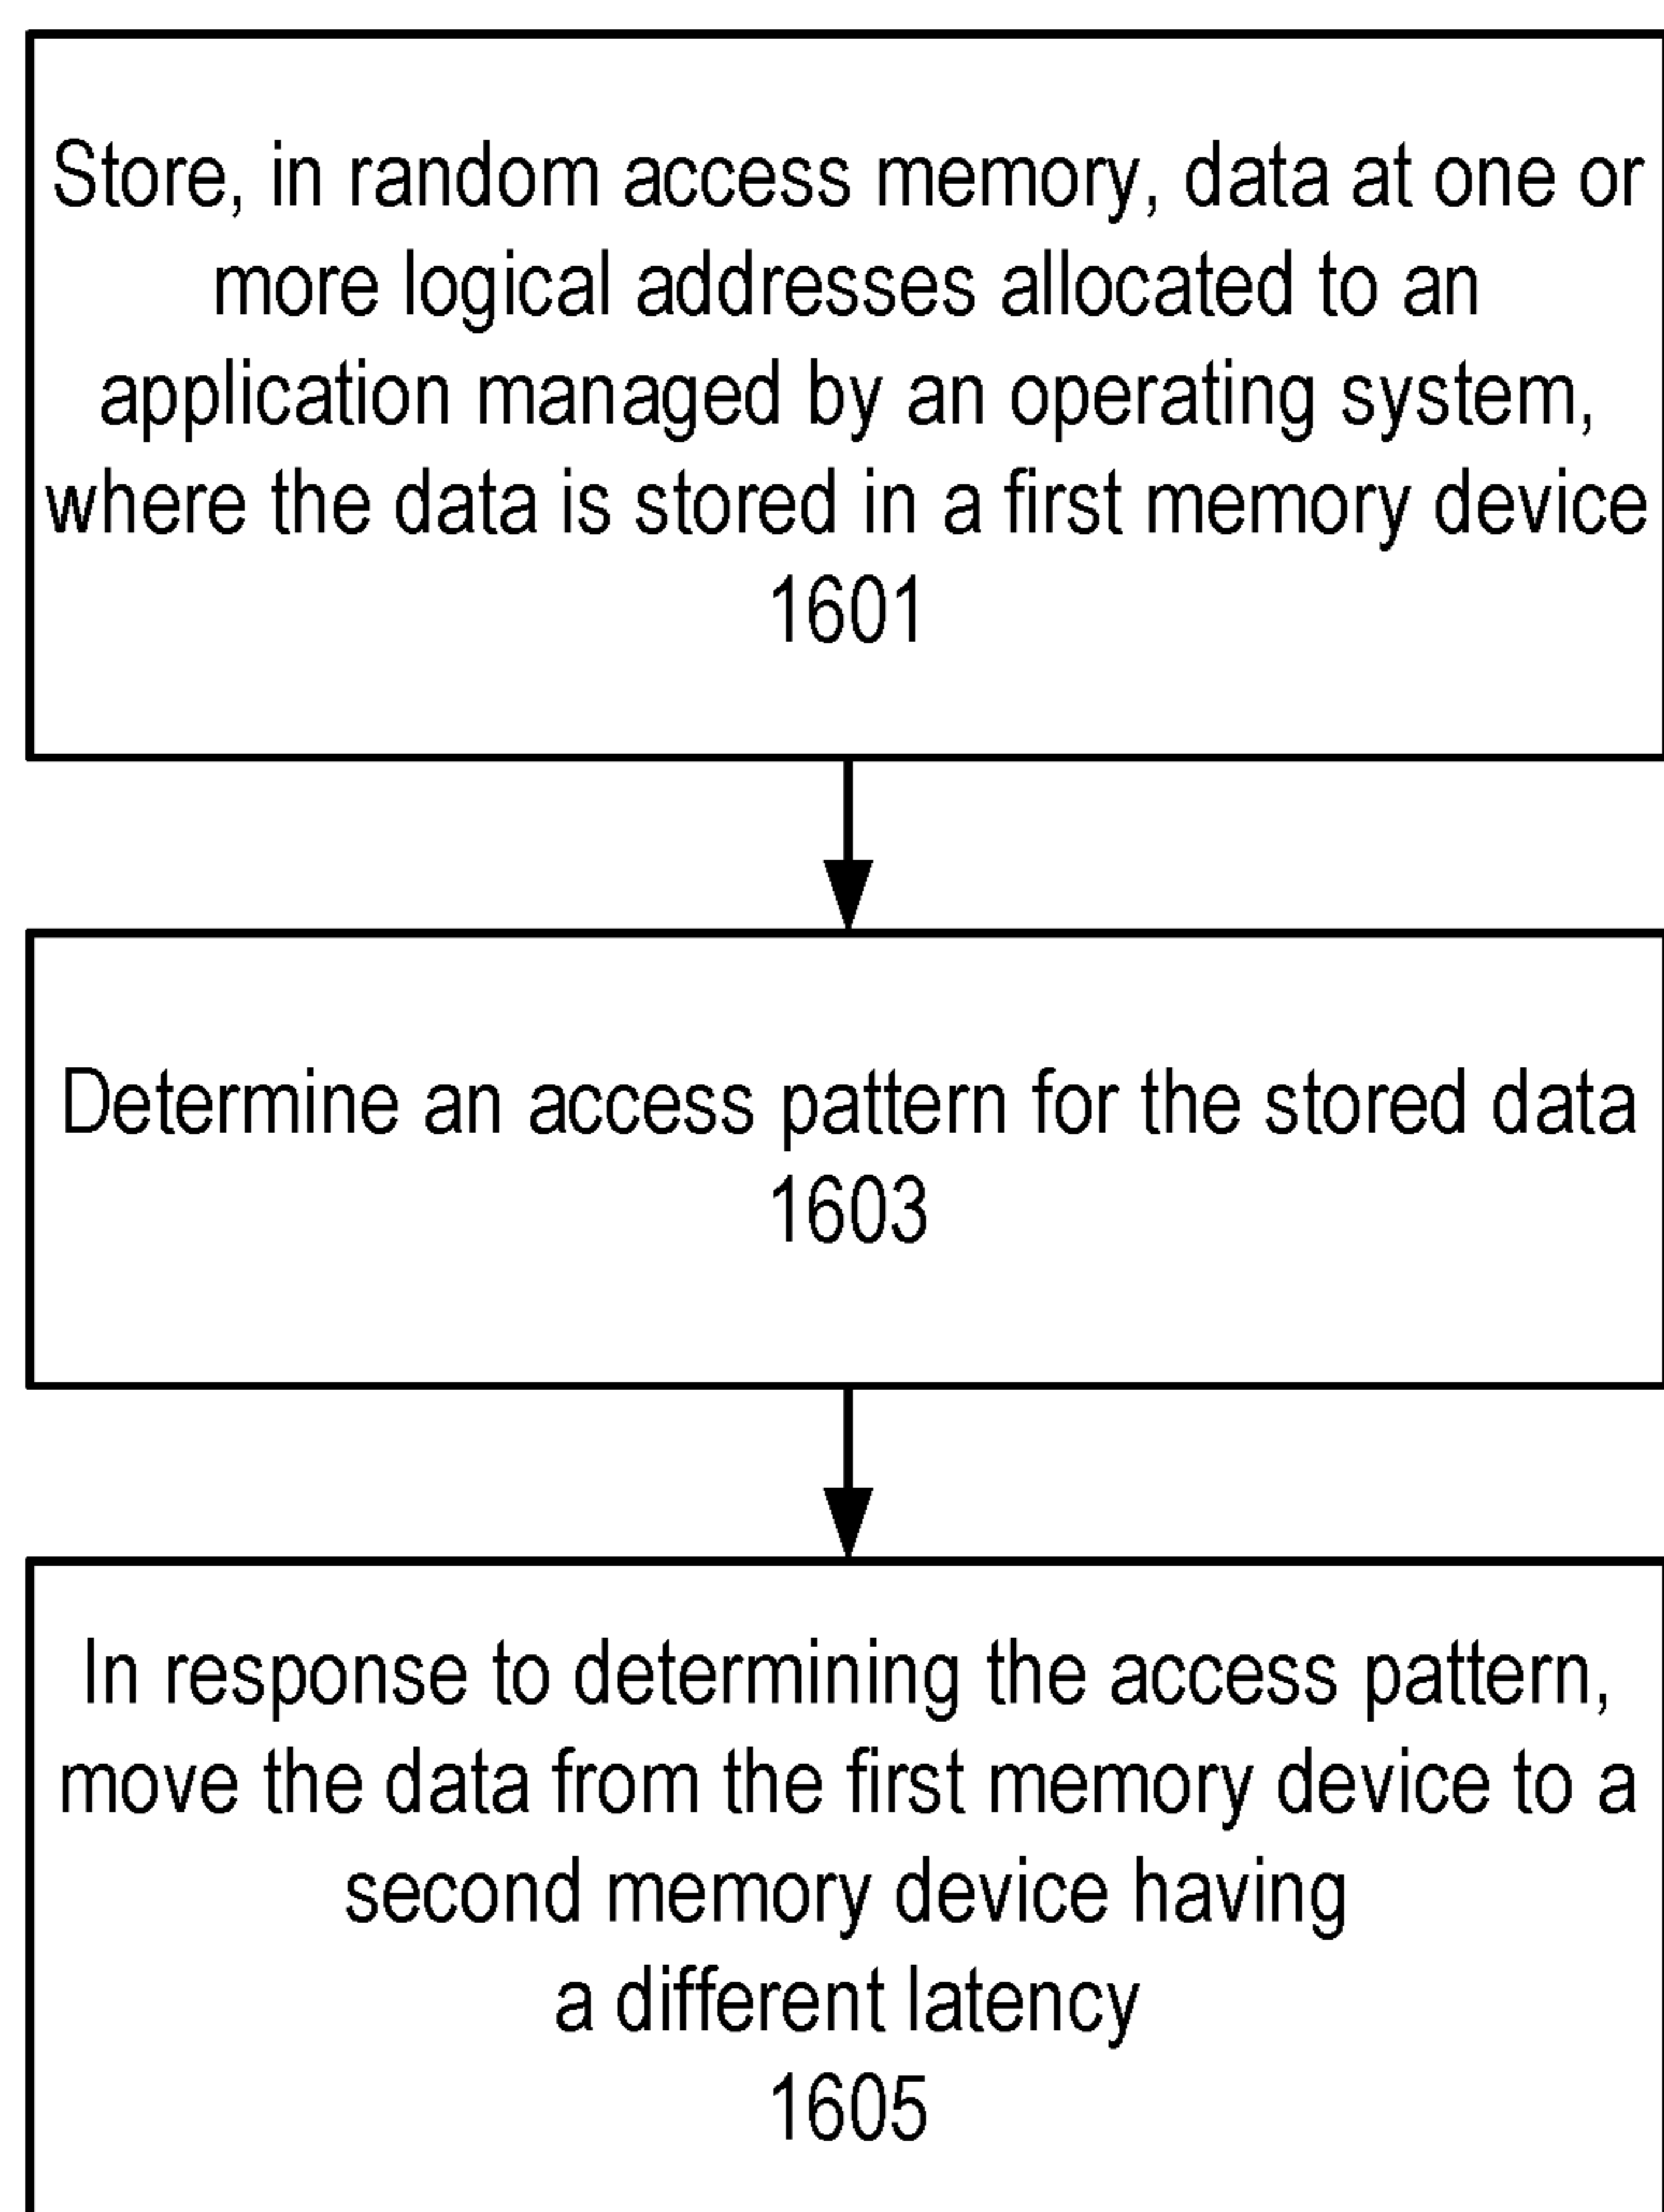 Store, in random access memory, data at one or
more logical addresses allocated to an
application managed by an operating system,
where the data is stored in a first memory device
1601
Determine an access pattern for the stored data
1603
In response to determining the access pattern,
move the data from the first memory device to a
second memory device having
a different latency
1605